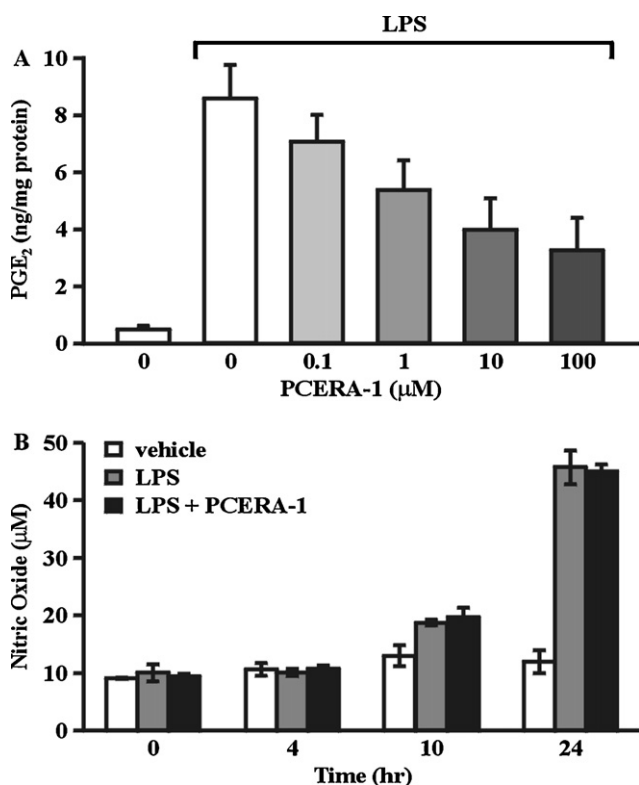 LPS
A
PGE₂ (ng/mg protein)
10
8
6
4
2
0
0 0 0.1 1 10 100
PCERA-1 (μM)
B
vehicle
LPS
LPS + PCERA-1
Nitric Oxide (μM)
50
40
30
20
10
0
0 4 10 24
Time (hr)